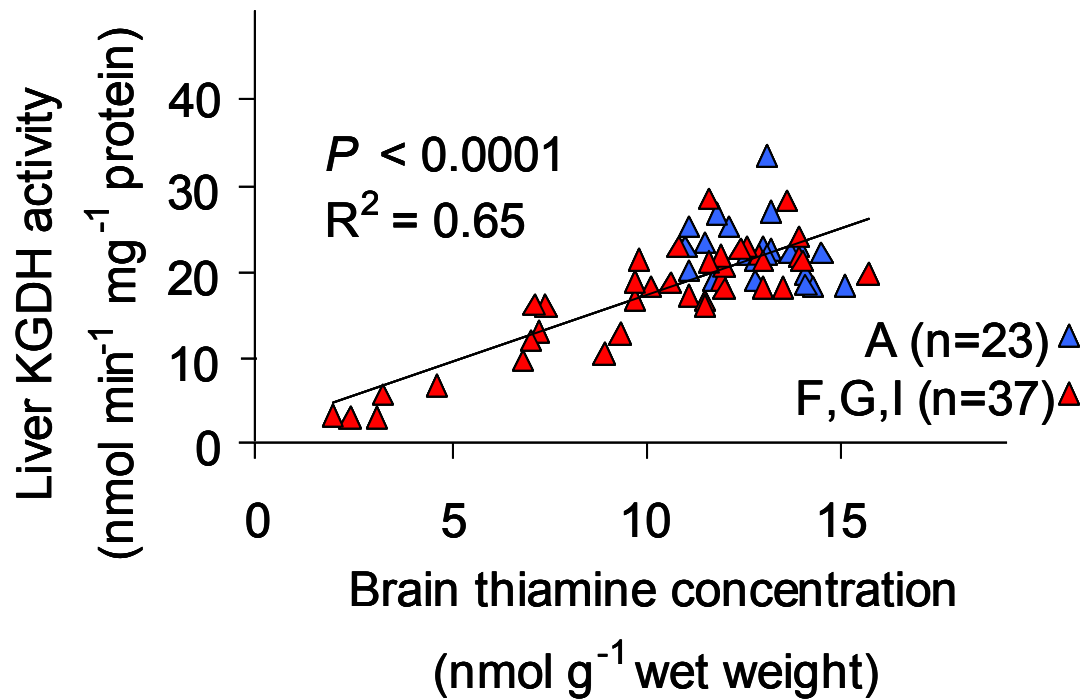 Liver KGDH activity
(nmol min⁻¹ mg⁻¹ protein)
40
30
20
10
0
P < 0.0001
R² = 0.65
A (n=23)
F,G,I (n=37)
0 5 10 15
Brain thiamine concentration
(nmol g⁻¹ wet weight)